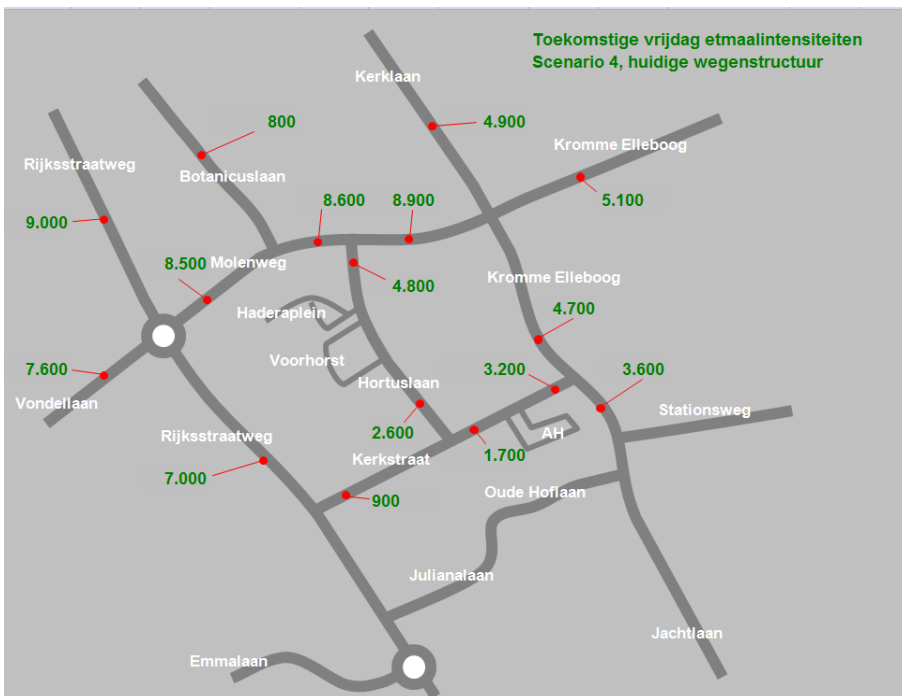 Toekomstige vrijdag etmaalintensiteiten
Scenario 4, huidige wegenstructuur
Kerklaan
800
4.900
Kromme Elleboog
Rijksstraatweg
Botanicuslaan
5.100
8.600
8.900
9.000
8.500
Molenweg
4.800
Kromme Elleboog
Haderaplein
4.700
Voorhorst
7.600
Hortuslaan
3.200
3.600
Vondellaan
Stationsweg
Rijksstraatweg
2.600
AH
Kerkstraat
1.700
7.000
900
Oude Hoflaan
Julianalaan
Jachtlaan
Emmalaan